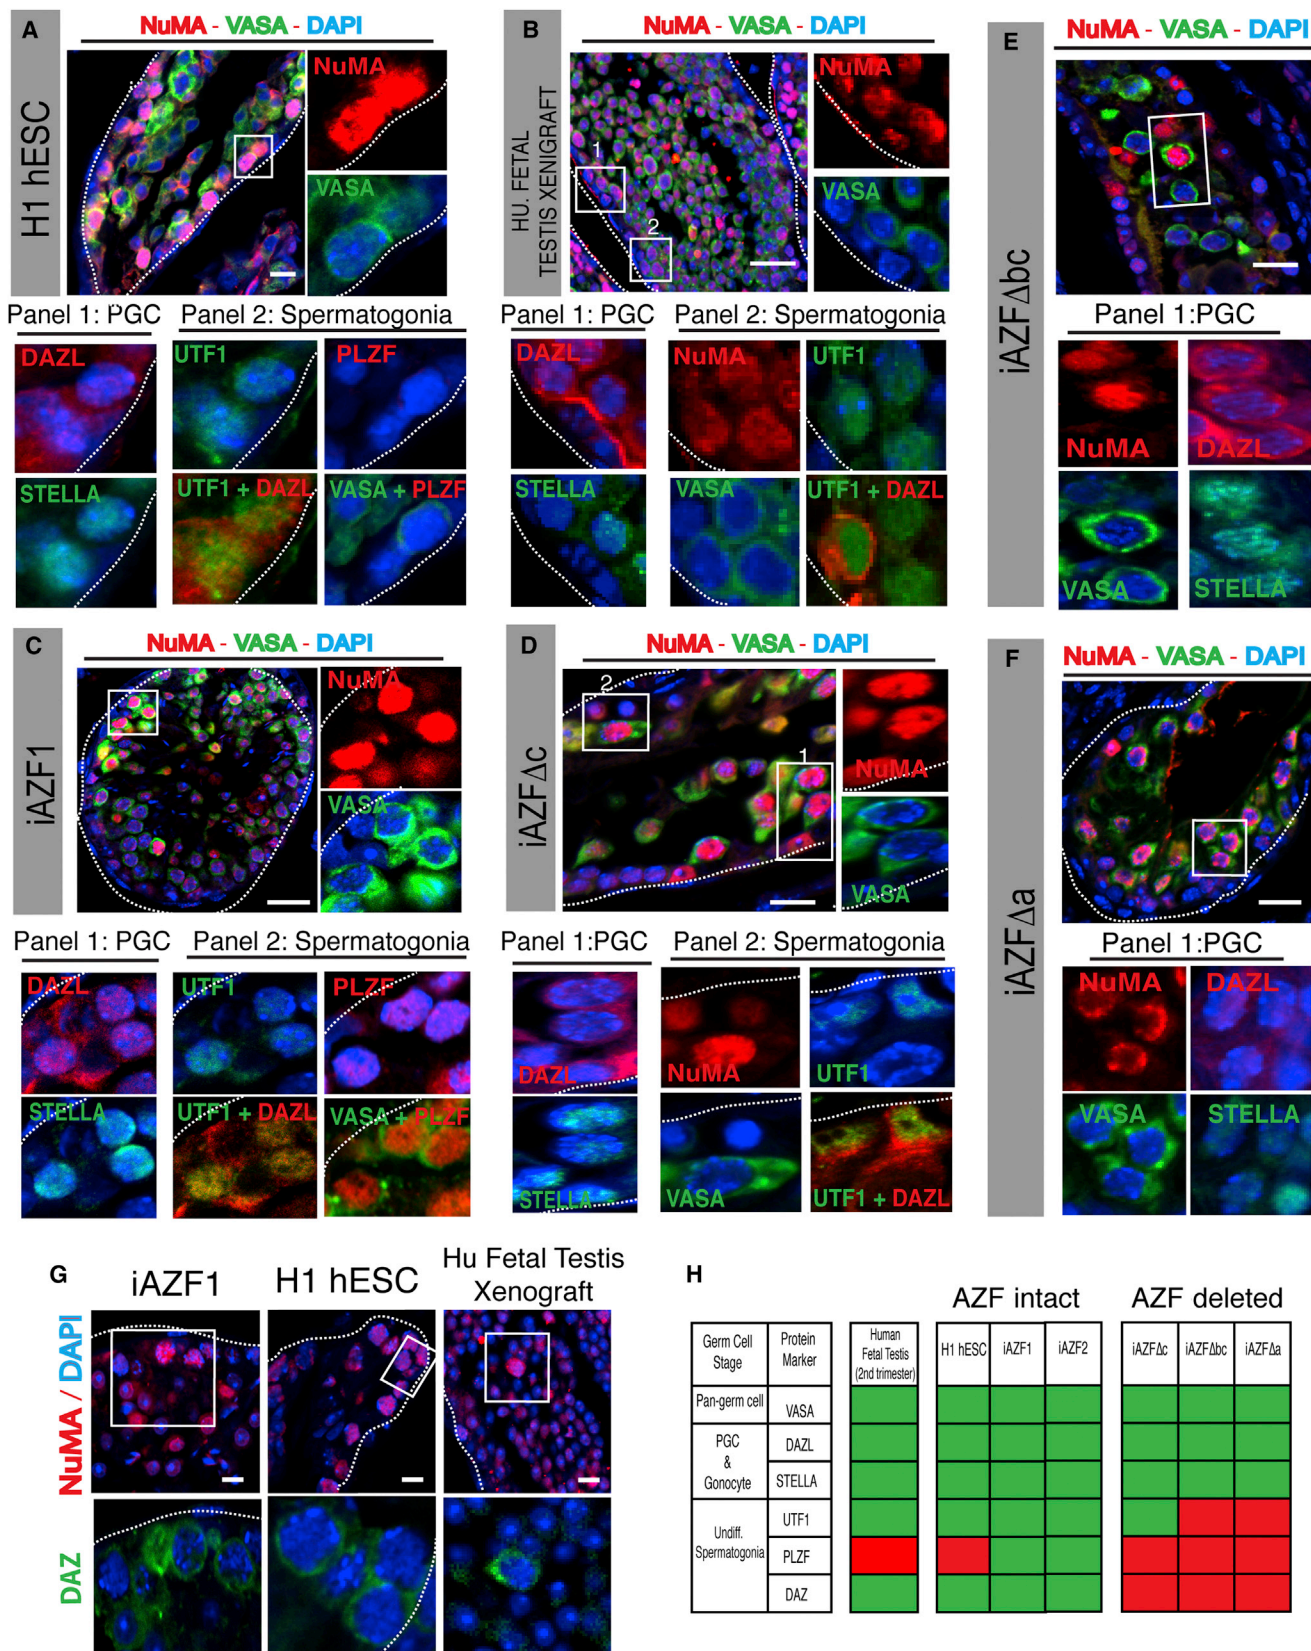 A
NuMA - VASA - DAPI
H1 hESC
NuMA
VASA
Panel 1: PGC
Panel 2: Spermatogonia
DAZL
UTF1
PLZF
STELLA
UTF1 + DAZL
VASA + PLZF
B
NuMA - VASA - DAPI
HU. FETAL
TESTIS XENIGRAFT
1
2
NuMA
VASA
Panel 1: PGC
Panel 2: Spermatogonia
DAZL
NuMA
UTF1
STELLA
VASA
UTF1 + DAZL
E
NuMA - VASA - DAPI
iAZF Δbc
Panel 1:PGC
NuMA
DAZL
VASA
STELLA
C
NuMA - VASA - DAPI
iAZF1
NuMA
VASA
Panel 1: PGC
Panel 2: Spermatogonia
DAZL
UTF1
PLZF
STELLA
UTF1 + DAZL
VASA + PLZF
D
NuMA - VASA - DAPI
iAZF Δc
2
1
NuMA
VASA
Panel 1:PGC
Panel 2: Spermatogonia
DAZL
NuMA
UTF1
STELLA
VASA
UTF1 + DAZL
F
NuMA - VASA - DAPI
iAZF Δa
Panel 1:PGC
NuMA
DAZL
VASA
STELLA
G
iAZF1
H1 hESC
Hu Fetal Testis
Xenograft
NuMA / DAPI
DAZ
H
AZF intact
AZF deleted
Germ Cell
Stage
Protein
Marker
Human
Fetal Testis
(2nd trimester)
H1 hESC
iAZF1
iAZF2
iAZFΔc
iAZFΔbc
iAZFΔa
Pan-germ cell
VASA
PGC
&
Gonocyte
DAZL
STELLA
Undiff.
Spermatogonia
UTF1
PLZF
DAZ